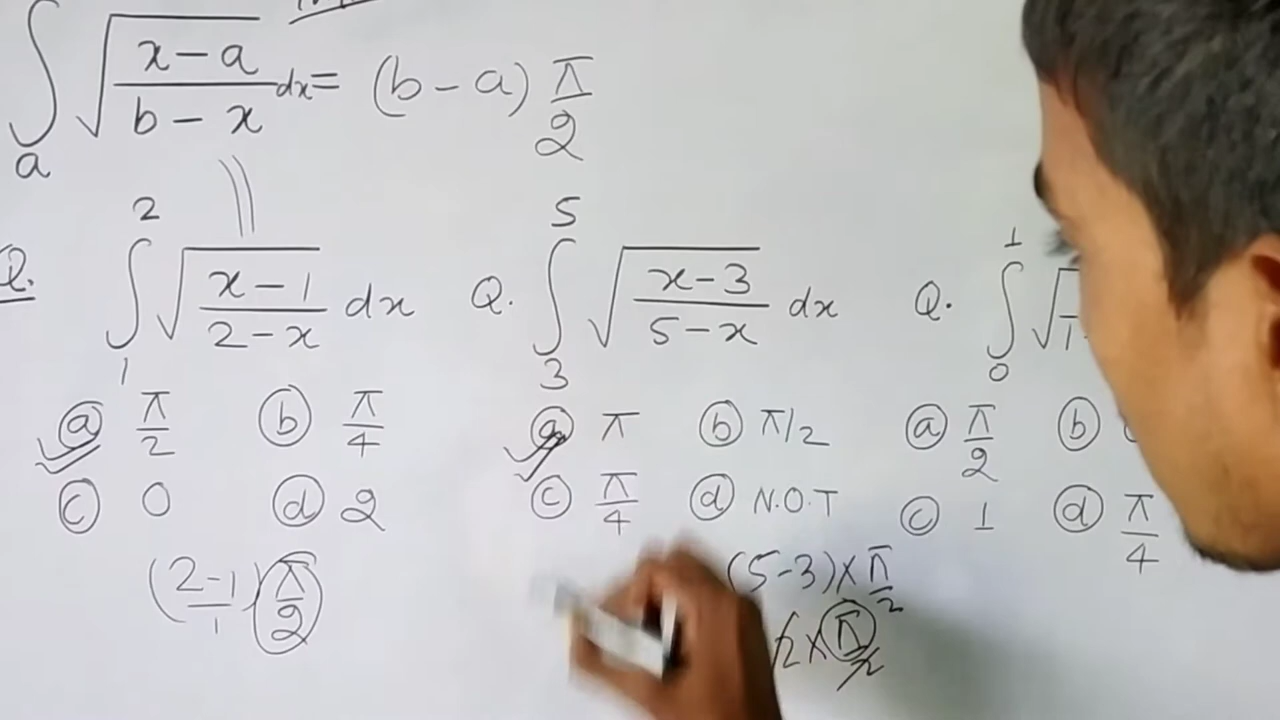 ∫ₐ √((x−a)/(b−x)) dx = (b−a) π/2
Q. ∫₁² √((x−1)/(2−x)) dx
ⓐ π/2 ⓑ π/4
ⓒ 0 ⓓ 2
(2−1) π/2
1
Q. ∫₃⁵ √((x−3)/(5−x)) dx
ⓐ π ⓑ π/2
ⓒ π/4 ⓓ N.O.T
(5−3)×π/2
2×π/2
Q. ∫₀¹ √
1
ⓐ π/2 ⓑ
ⓒ 1 ⓓ π/4